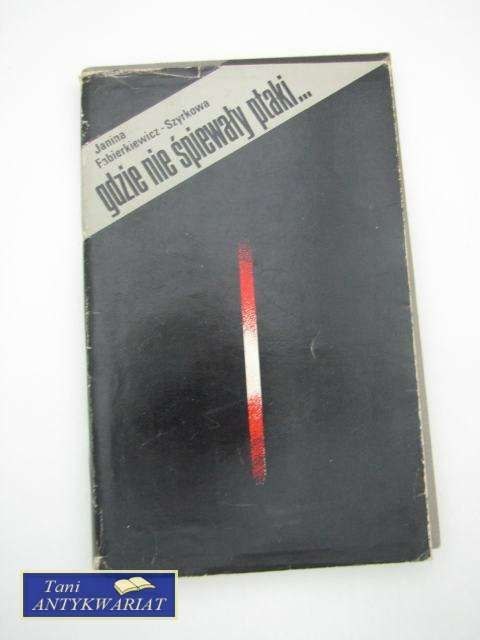 Janina
Fabierkiewicz-Szyrkowa
gdzie nie śpiewały ptaki...
Tani
ANTYKWARIAT